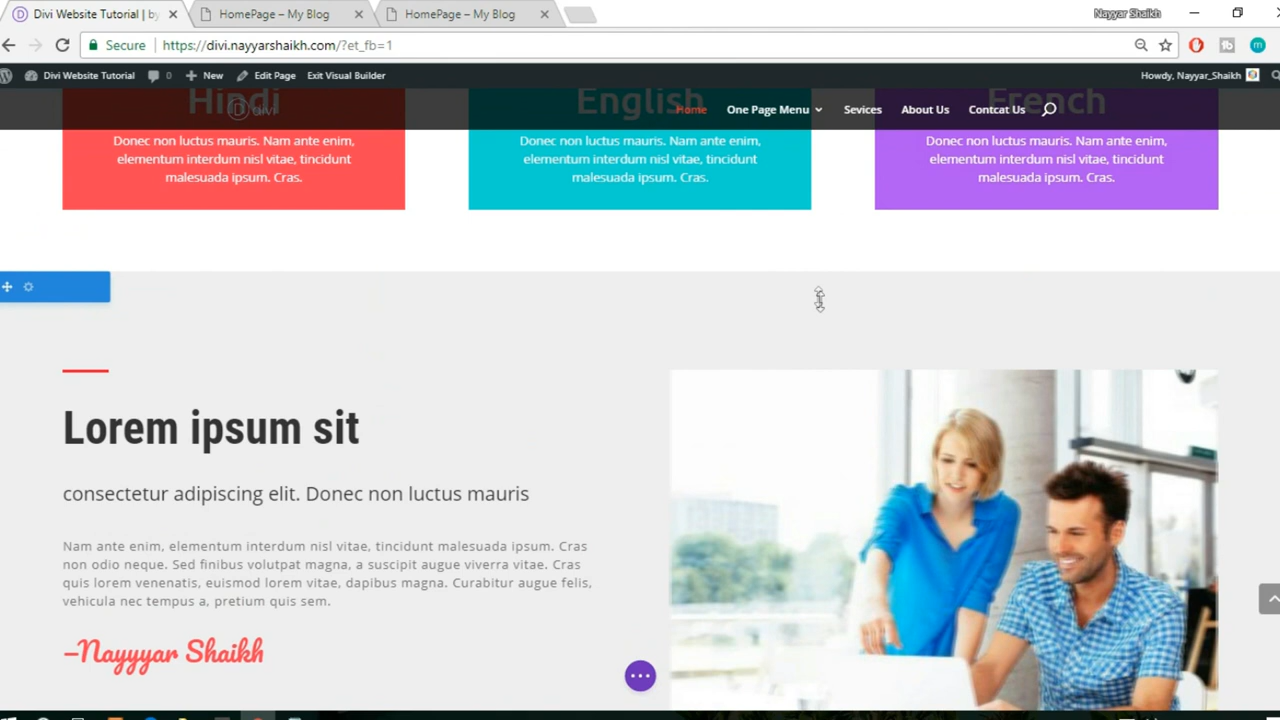 Divi Website Tutorial | by
HomePage – My Blog
HomePage – My Blog
Nayyar Shaikh
Secure
https://divi.nayyarshaikh.com/?et_fb=1
Divi Website Tutorial
0
New
Edit Page
Exit Visual Builder
Howdy, Nayyar_Shaikh
Hindi
English
French
divi
Home
One Page Menu
Sevices
About Us
Contcat Us
Donec non luctus mauris. Nam ante enim,
elementum interdum nisl vitae, tincidunt
malesuada ipsum. Cras.
Donec non luctus mauris. Nam ante enim,
elementum interdum nisl vitae, tincidunt
malesuada ipsum. Cras.
Donec non luctus mauris. Nam ante enim,
elementum interdum nisl vitae, tincidunt
malesuada ipsum. Cras.
Lorem ipsum sit
consectetur adipiscing elit. Donec non luctus mauris
Nam ante enim, elementum interdum nisl vitae, tincidunt malesuada ipsum. Cras
non odio neque. Sed finibus volutpat magna, a suscipit augue viverra vitae. Cras
quis lorem venenatis, euismod lorem vitae, dapibus magna. Curabitur augue felis,
vehicula nec tempus a, pretium quis sem.
–Nayyyar Shaikh